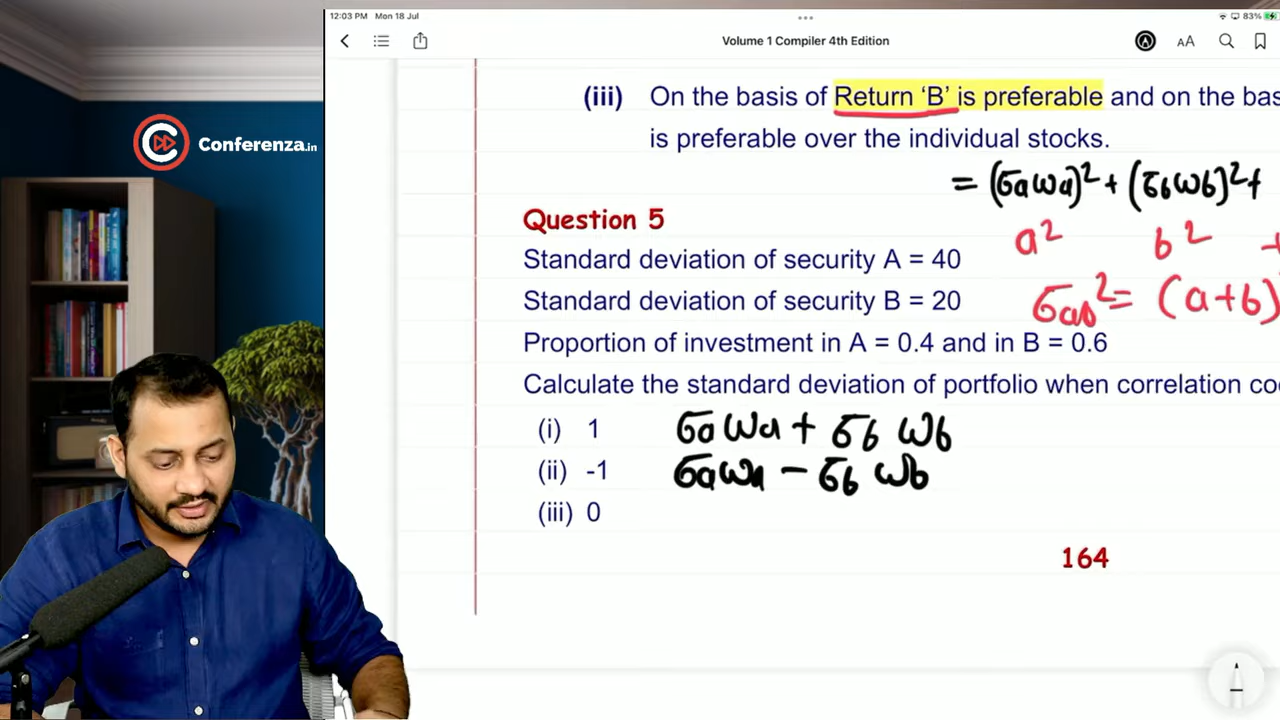 12:03 PM Mon 18 Jul
83%
Volume 1 Compiler 4th Edition
AA
Conferenza.in
(iii) On the basis of Return ‘B’ is preferable and on the bas
is preferable over the individual stocks.
= (σaωa)² + (σbωb)² +
Question 5
a² b² +
Standard deviation of security A = 40
Standard deviation of security B = 20
σab² = (a+b)
Proportion of investment in A = 0.4 and in B = 0.6
Calculate the standard deviation of portfolio when correlation co
(i) 1 σaωa + σb ωb
(ii) -1 σaωa − σb ωb
(iii) 0
164